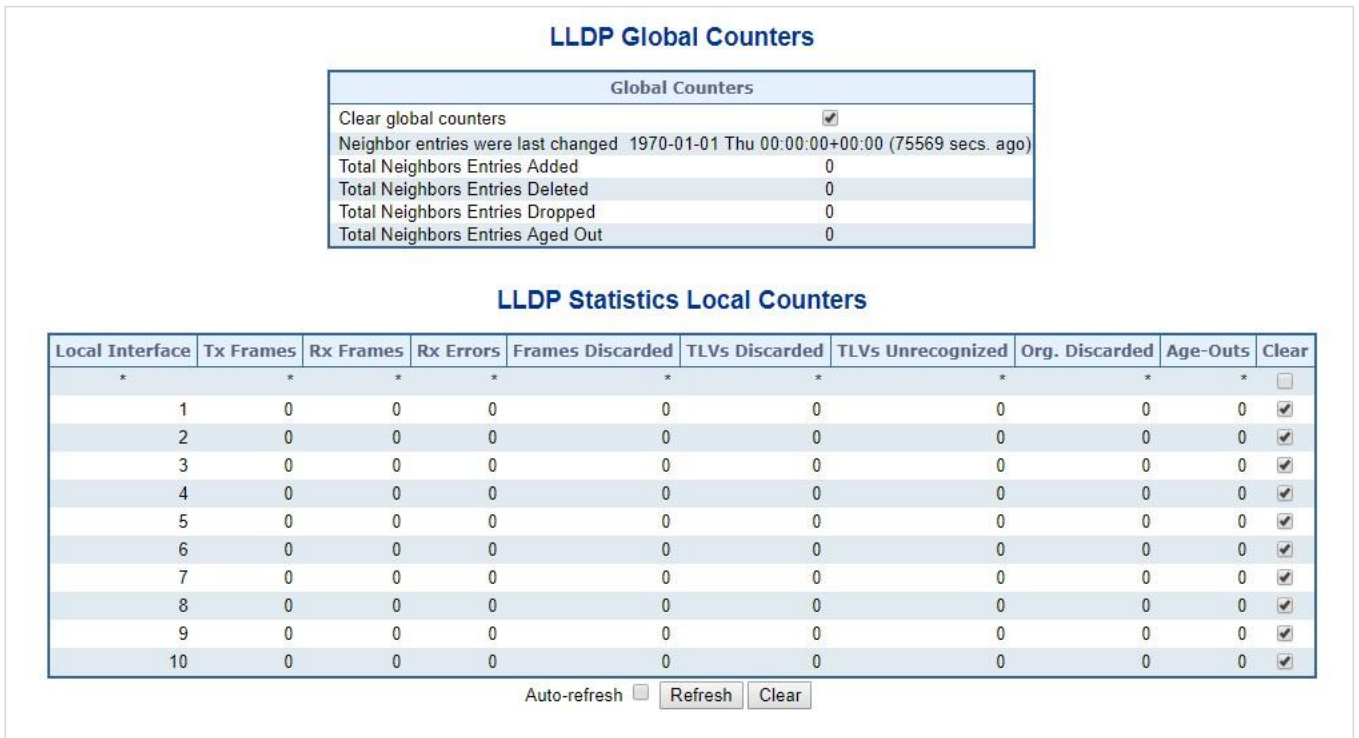 LLDP Global Counters
Global Counters
Clear global counters
Neighbor entries were last changed 1970-01-01 Thu 00:00:00+00:00 (75569 secs. ago)
Total Neighbors Entries Added 0
Total Neighbors Entries Deleted 0
Total Neighbors Entries Dropped 0
Total Neighbors Entries Aged Out 0
LLDP Statistics Local Counters
Local Interface Tx Frames Rx Frames Rx Errors Frames Discarded TLVs Discarded TLVs Unrecognized Org. Discarded Age-Outs Clear
* * * * * * * * *
1 0 0 0 0 0 0 0 0
2 0 0 0 0 0 0 0 0
3 0 0 0 0 0 0 0 0
4 0 0 0 0 0 0 0 0
5 0 0 0 0 0 0 0 0
6 0 0 0 0 0 0 0 0
7 0 0 0 0 0 0 0 0
8 0 0 0 0 0 0 0 0
9 0 0 0 0 0 0 0 0
10 0 0 0 0 0 0 0 0
Auto-refresh Refresh Clear